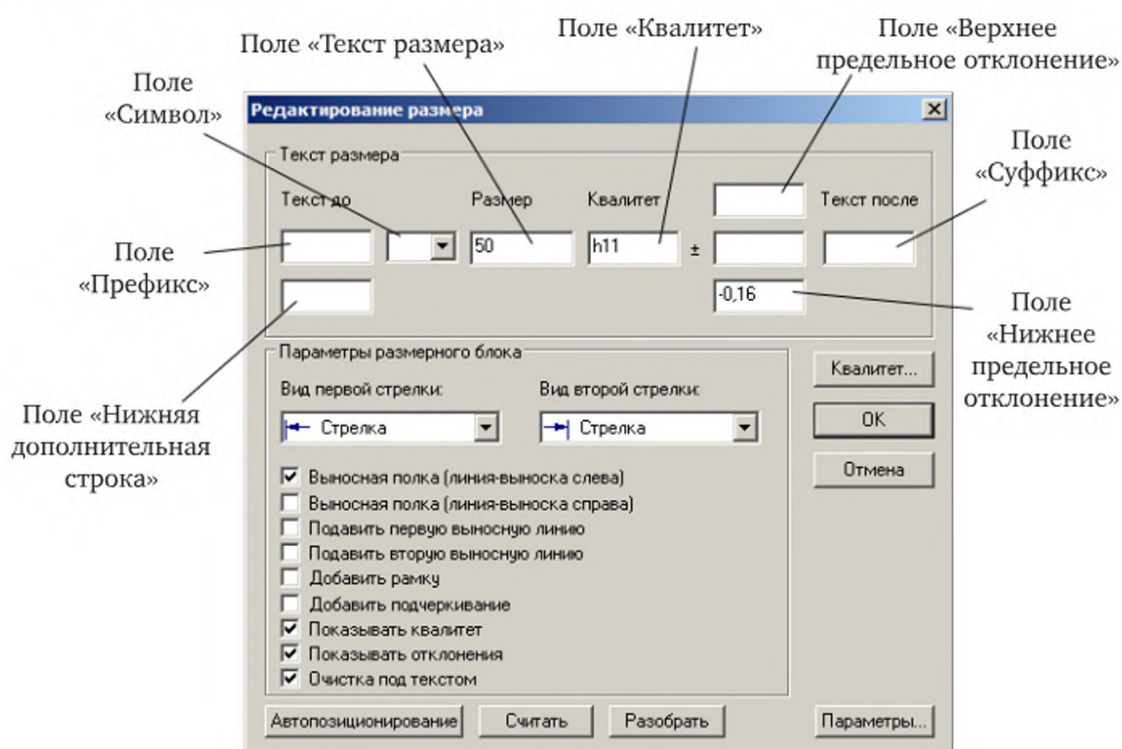 Поле «Текст размера»
Поле «Квалитет»
Поле «Верхнее
предельное отклонение»
Поле
«Символ»
Поле
«Суффикс»
Поле
«Префикс»
Поле
«Нижнее
предельное
отклонение»
Поле «Нижняя
дополнительная
строка»
Редактирование размера
Текст размера
Текст до
Размер
Квалитет
Текст после
50
h11
±
-0,16
Параметры размерного блока
Вид первой стрелки:
Вид второй стрелки:
Стрелка
Стрелка
Выносная полка (линия-выноска слева)
Выносная полка (линия-выноска справа)
Подавить первую выносную линию
Подавить вторую выносную линию
Добавить рамку
Добавить подчеркивание
Показывать квалитет
Показывать отклонения
Очистка под текстом
Квалитет...
OK
Отмена
Автопозиционирование
Считать
Разобрать
Параметры...